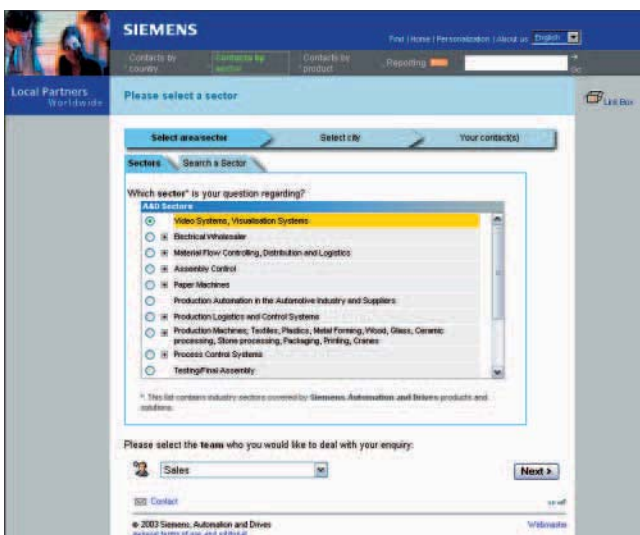 SIEMENS
Find | Home | Personalization | About us English
Contacts by country
Contacts by sector
Contacts by product
Reporting
Go
Local Partners
Worldwide
Please select a sector
Link Box
Select area/sector
Select city
Your contact(s)
Sectors
Search a Sector
Which sector* is your question regarding?
A&D Sectors
Video Systems, Visualisation Systems
Electrical Wholesaler
Material Flow Controlling, Distribution and Logistics
Assembly Control
Paper Machines
Production Automation in the Automotive Industry and Suppliers
Production Logistics and Control Systems
Production Machines; Textiles, Plastics, Metal Forming, Wood, Glass, Ceramic
processing, Stone processing, Packaging, Printing, Cranes
Process Control Systems
Testing/Final Assembly
*: This list contains industry sectors covered by Siemens Automation and Drives products and
solutions.
Please select the team who you would like to deal with your enquiry:
Sales
Next >
Contact
© 2003 Siemens, Automation and Drives
Webmaster